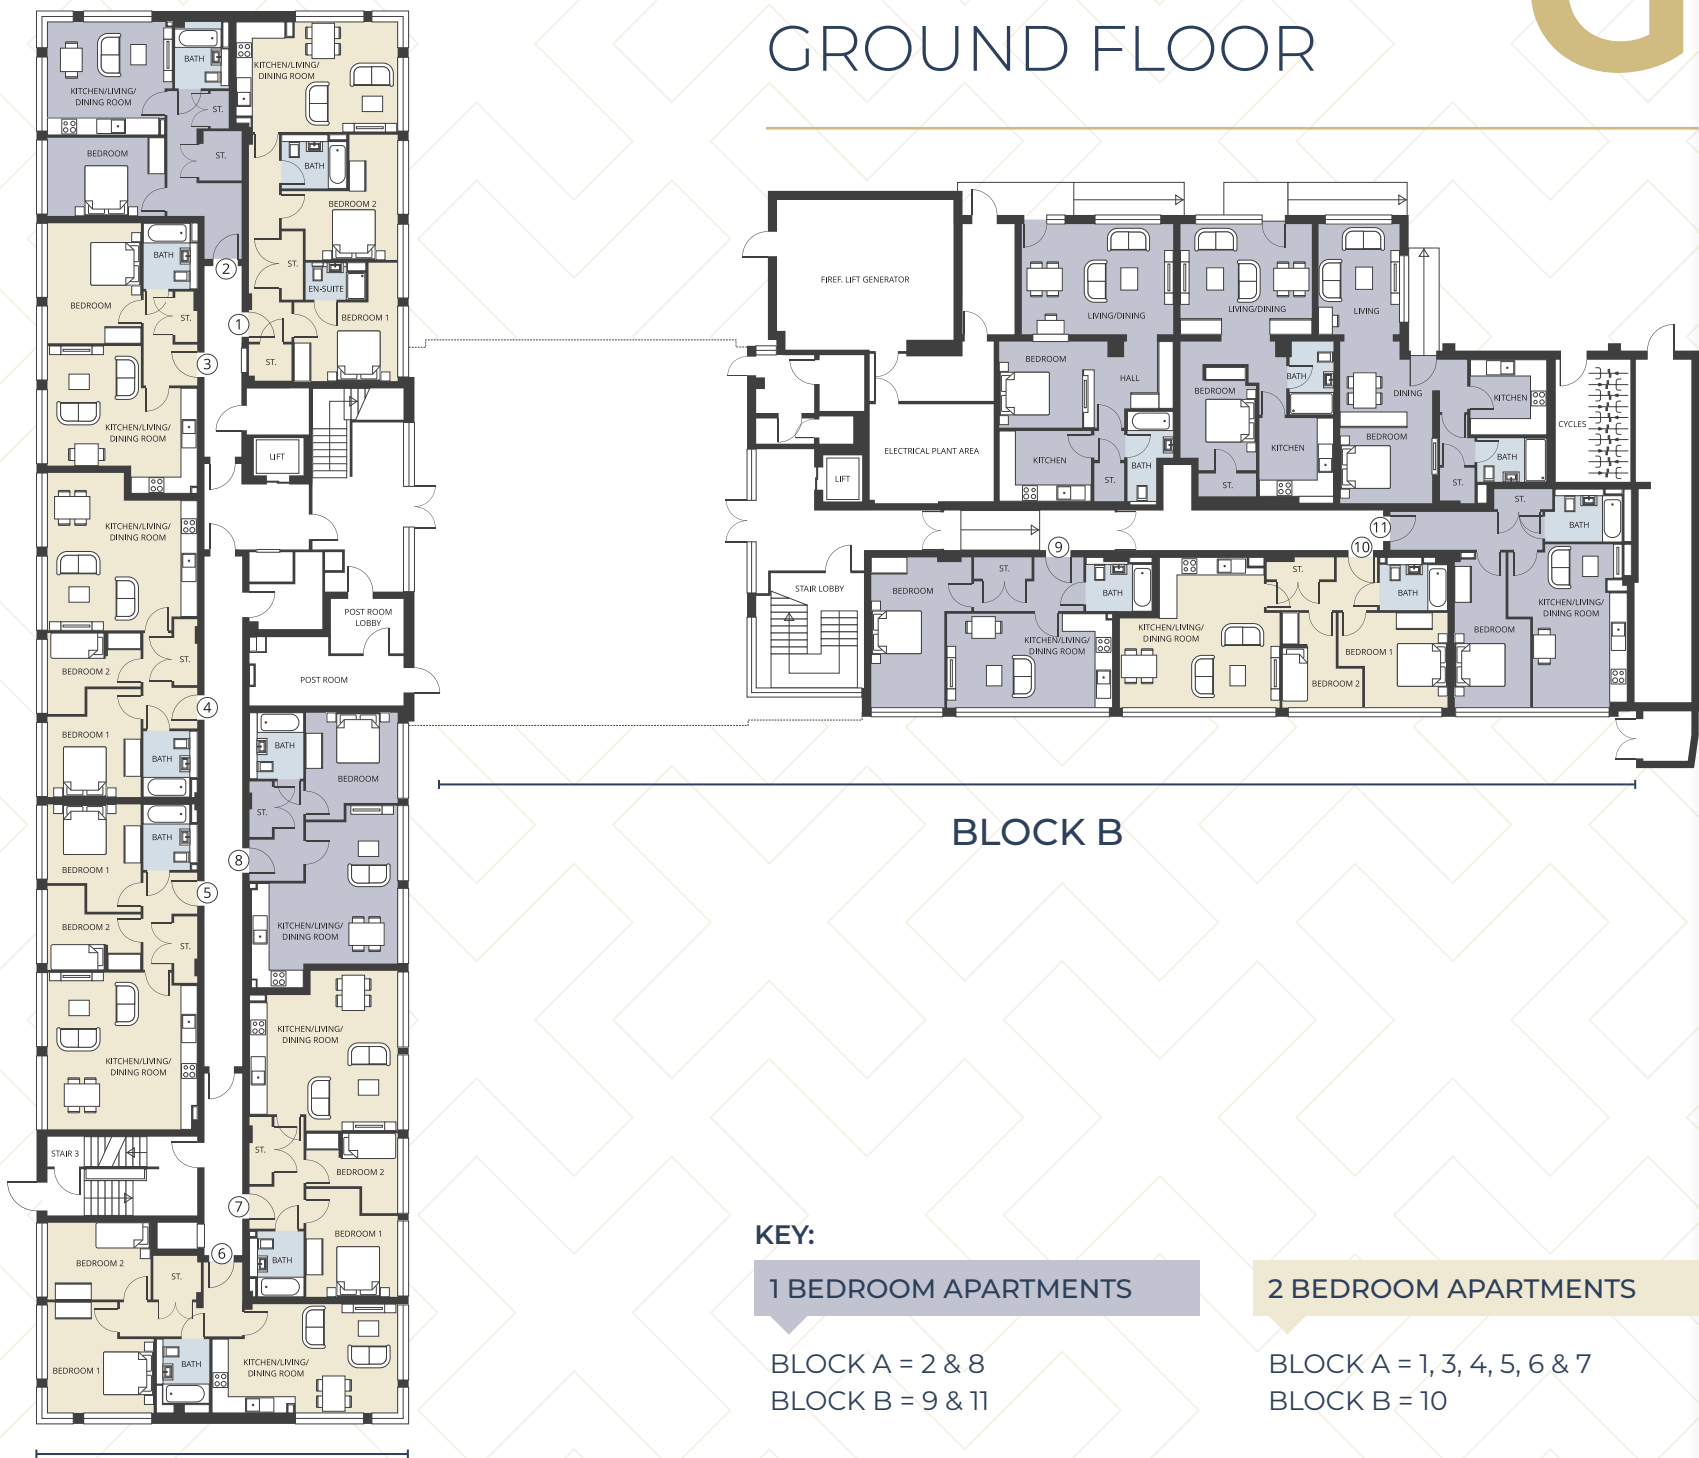 GROUND FLOOR
G
KITCHEN/LIVING/
DINING ROOM
BATH
ST.
ST.
BEDROOM
KITCHEN/LIVING/
DINING ROOM
BATH
BEDROOM 2
ST.
EN-SUITE
BEDROOM 1
ST.
2
1
3
BATH
BEDROOM
ST.
KITCHEN/LIVING/
DINING ROOM
LIFT
KITCHEN/LIVING/
DINING ROOM
BEDROOM 2
ST.
4
BEDROOM 1
BATH
POST ROOM
LOBBY
POST ROOM
BATH
BEDROOM
ST.
8
KITCHEN/LIVING/
DINING ROOM
BATH
BEDROOM 1
5
BEDROOM 2
ST.
KITCHEN/LIVING/
DINING ROOM
KITCHEN/LIVING/
DINING ROOM
ST.
BEDROOM 2
7
BEDROOM 1
BATH
STAIR 3
6
BEDROOM 2
ST.
BEDROOM 1
BATH
KITCHEN/LIVING/
DINING ROOM
FIREF. LIFT GENERATOR
LIVING/DINING
LIVING/DINING
LIVING
BEDROOM
HALL
BEDROOM
BATH
DINING
KITCHEN
CYCLES
KITCHEN
ST.
BATH
KITCHEN
ST.
BEDROOM
BATH
ST.
ELECTRICAL PLANT AREA
LIFT
ST.
BATH
9
10
11
STAIR LOBBY
BEDROOM
ST.
BATH
KITCHEN/LIVING/
DINING ROOM
ST.
BATH
KITCHEN/LIVING/
DINING ROOM
BEDROOM 1
BEDROOM 2
BEDROOM
KITCHEN/LIVING/
DINING ROOM
BLOCK B
KEY:
1 BEDROOM APARTMENTS
BLOCK A = 2 & 8
BLOCK B = 9 & 11
2 BEDROOM APARTMENTS
BLOCK A = 1, 3, 4, 5, 6 & 7
BLOCK B = 10